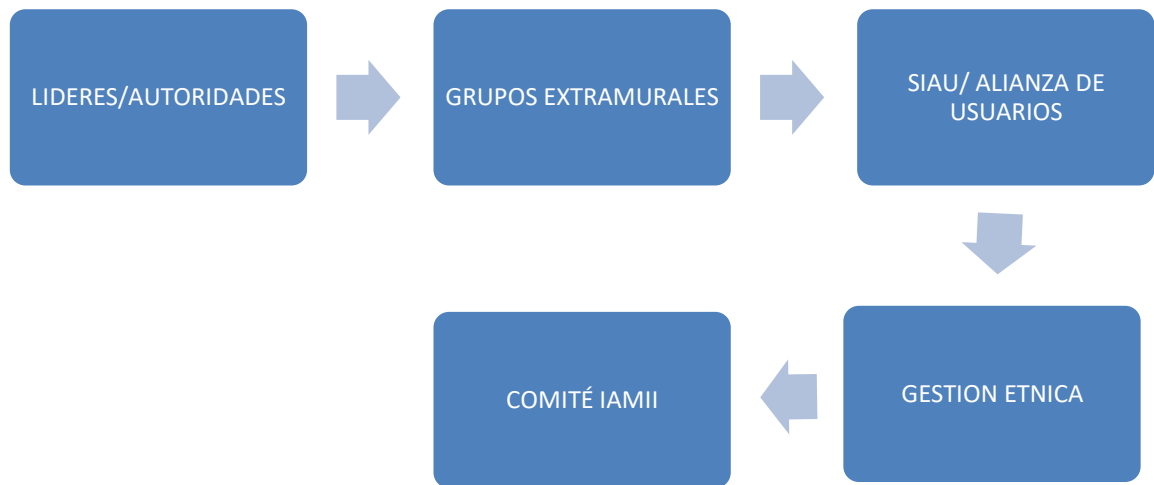 LIDERES/AUTORIDADES
GRUPOS EXTRAMURALES
SIAU/ ALIANZA DE
USUARIOS
GESTION ETNICA
COMITÉ IAMII